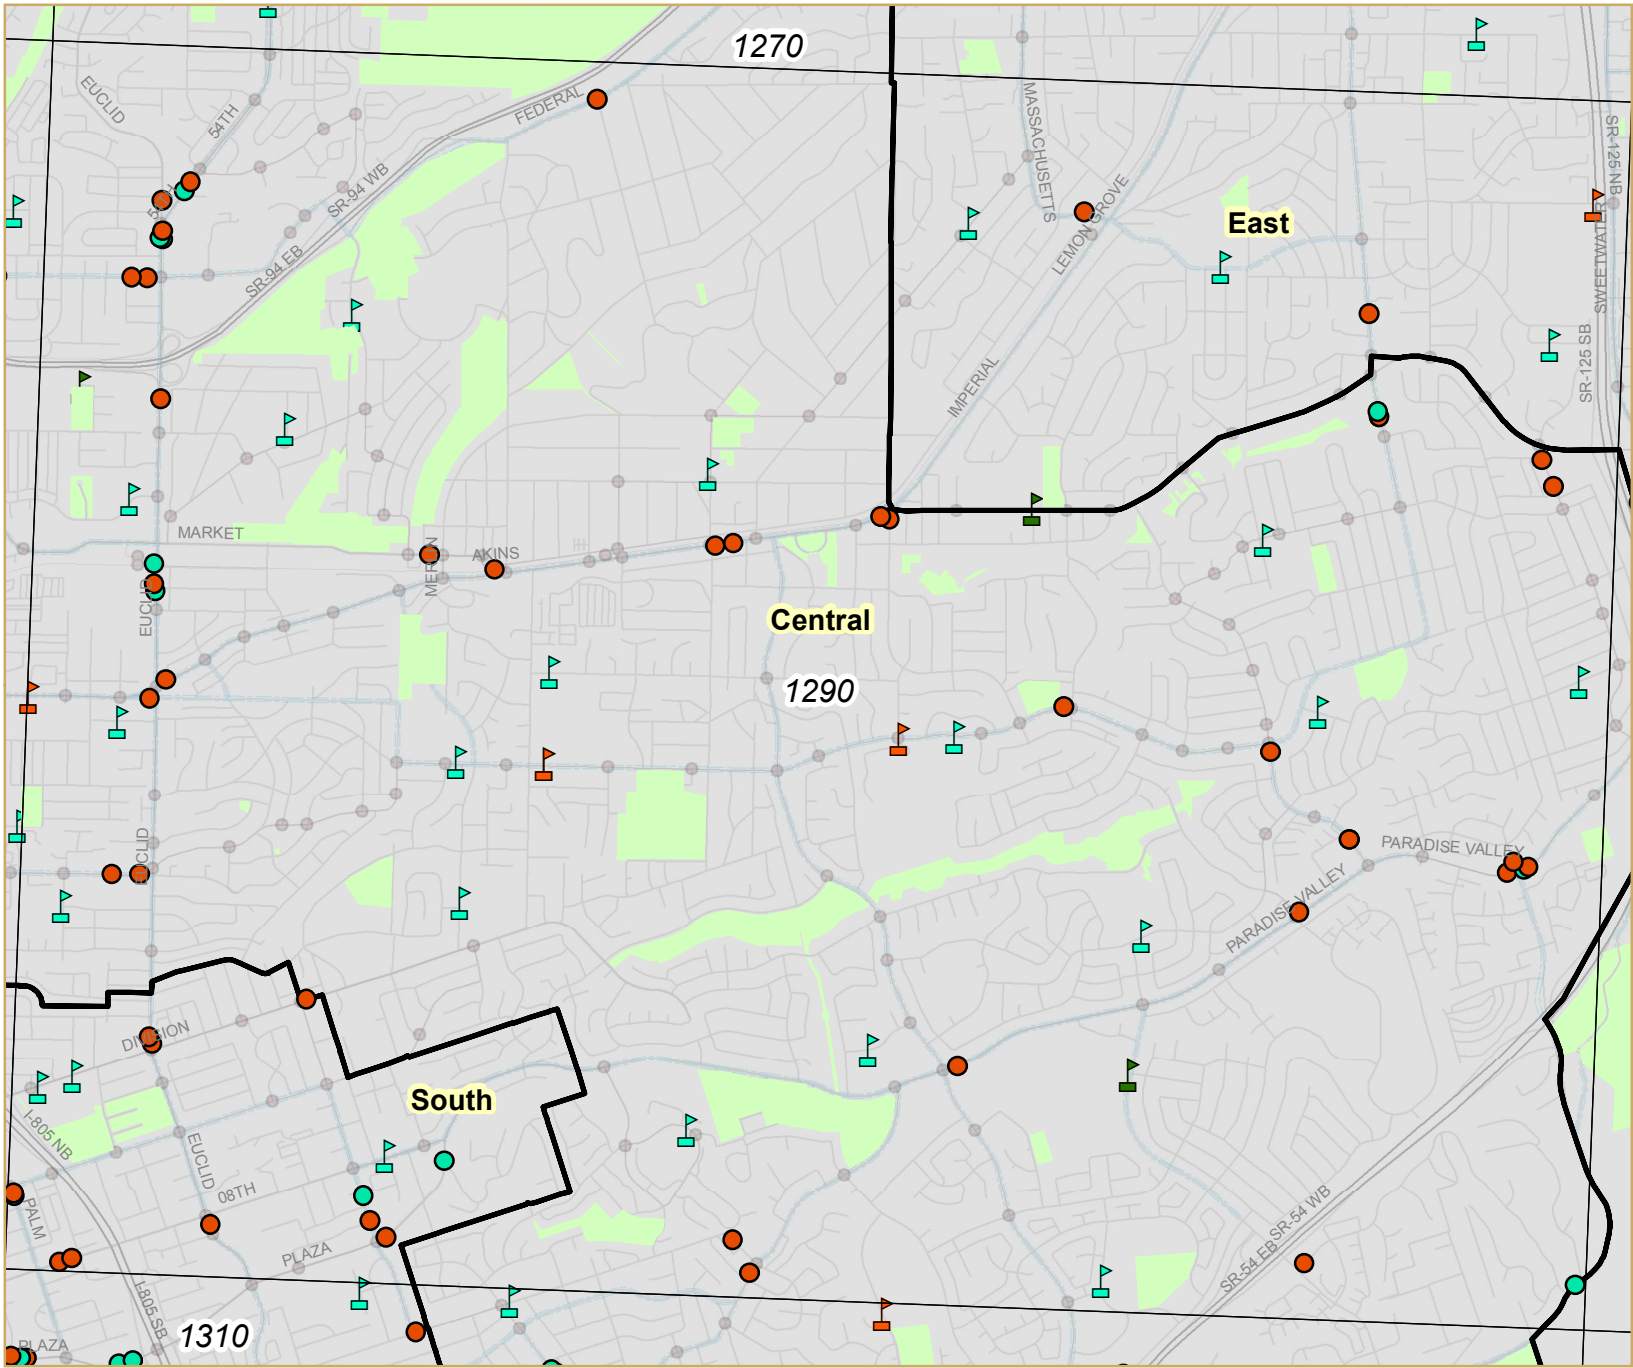 1270
EUCLID
54TH
FEDERAL
MASSACHUSETTS
SR-125 NB
SR-94 WB
LEMON GROVE
East
SWEETWATER
SR-94 EB
SR-125 SB
IMPERIAL
MARKET
AKINS
MERLIN
EUCLID
Central
1290
EUCLID
PARADISE VALLEY
PARADISE VALLEY
DIVISION
South
I-805 NB
EUCLID
08TH
PALM
PLAZA
SR-54 WB
SR-54 EB
I-805 SB
1310
PLAZA